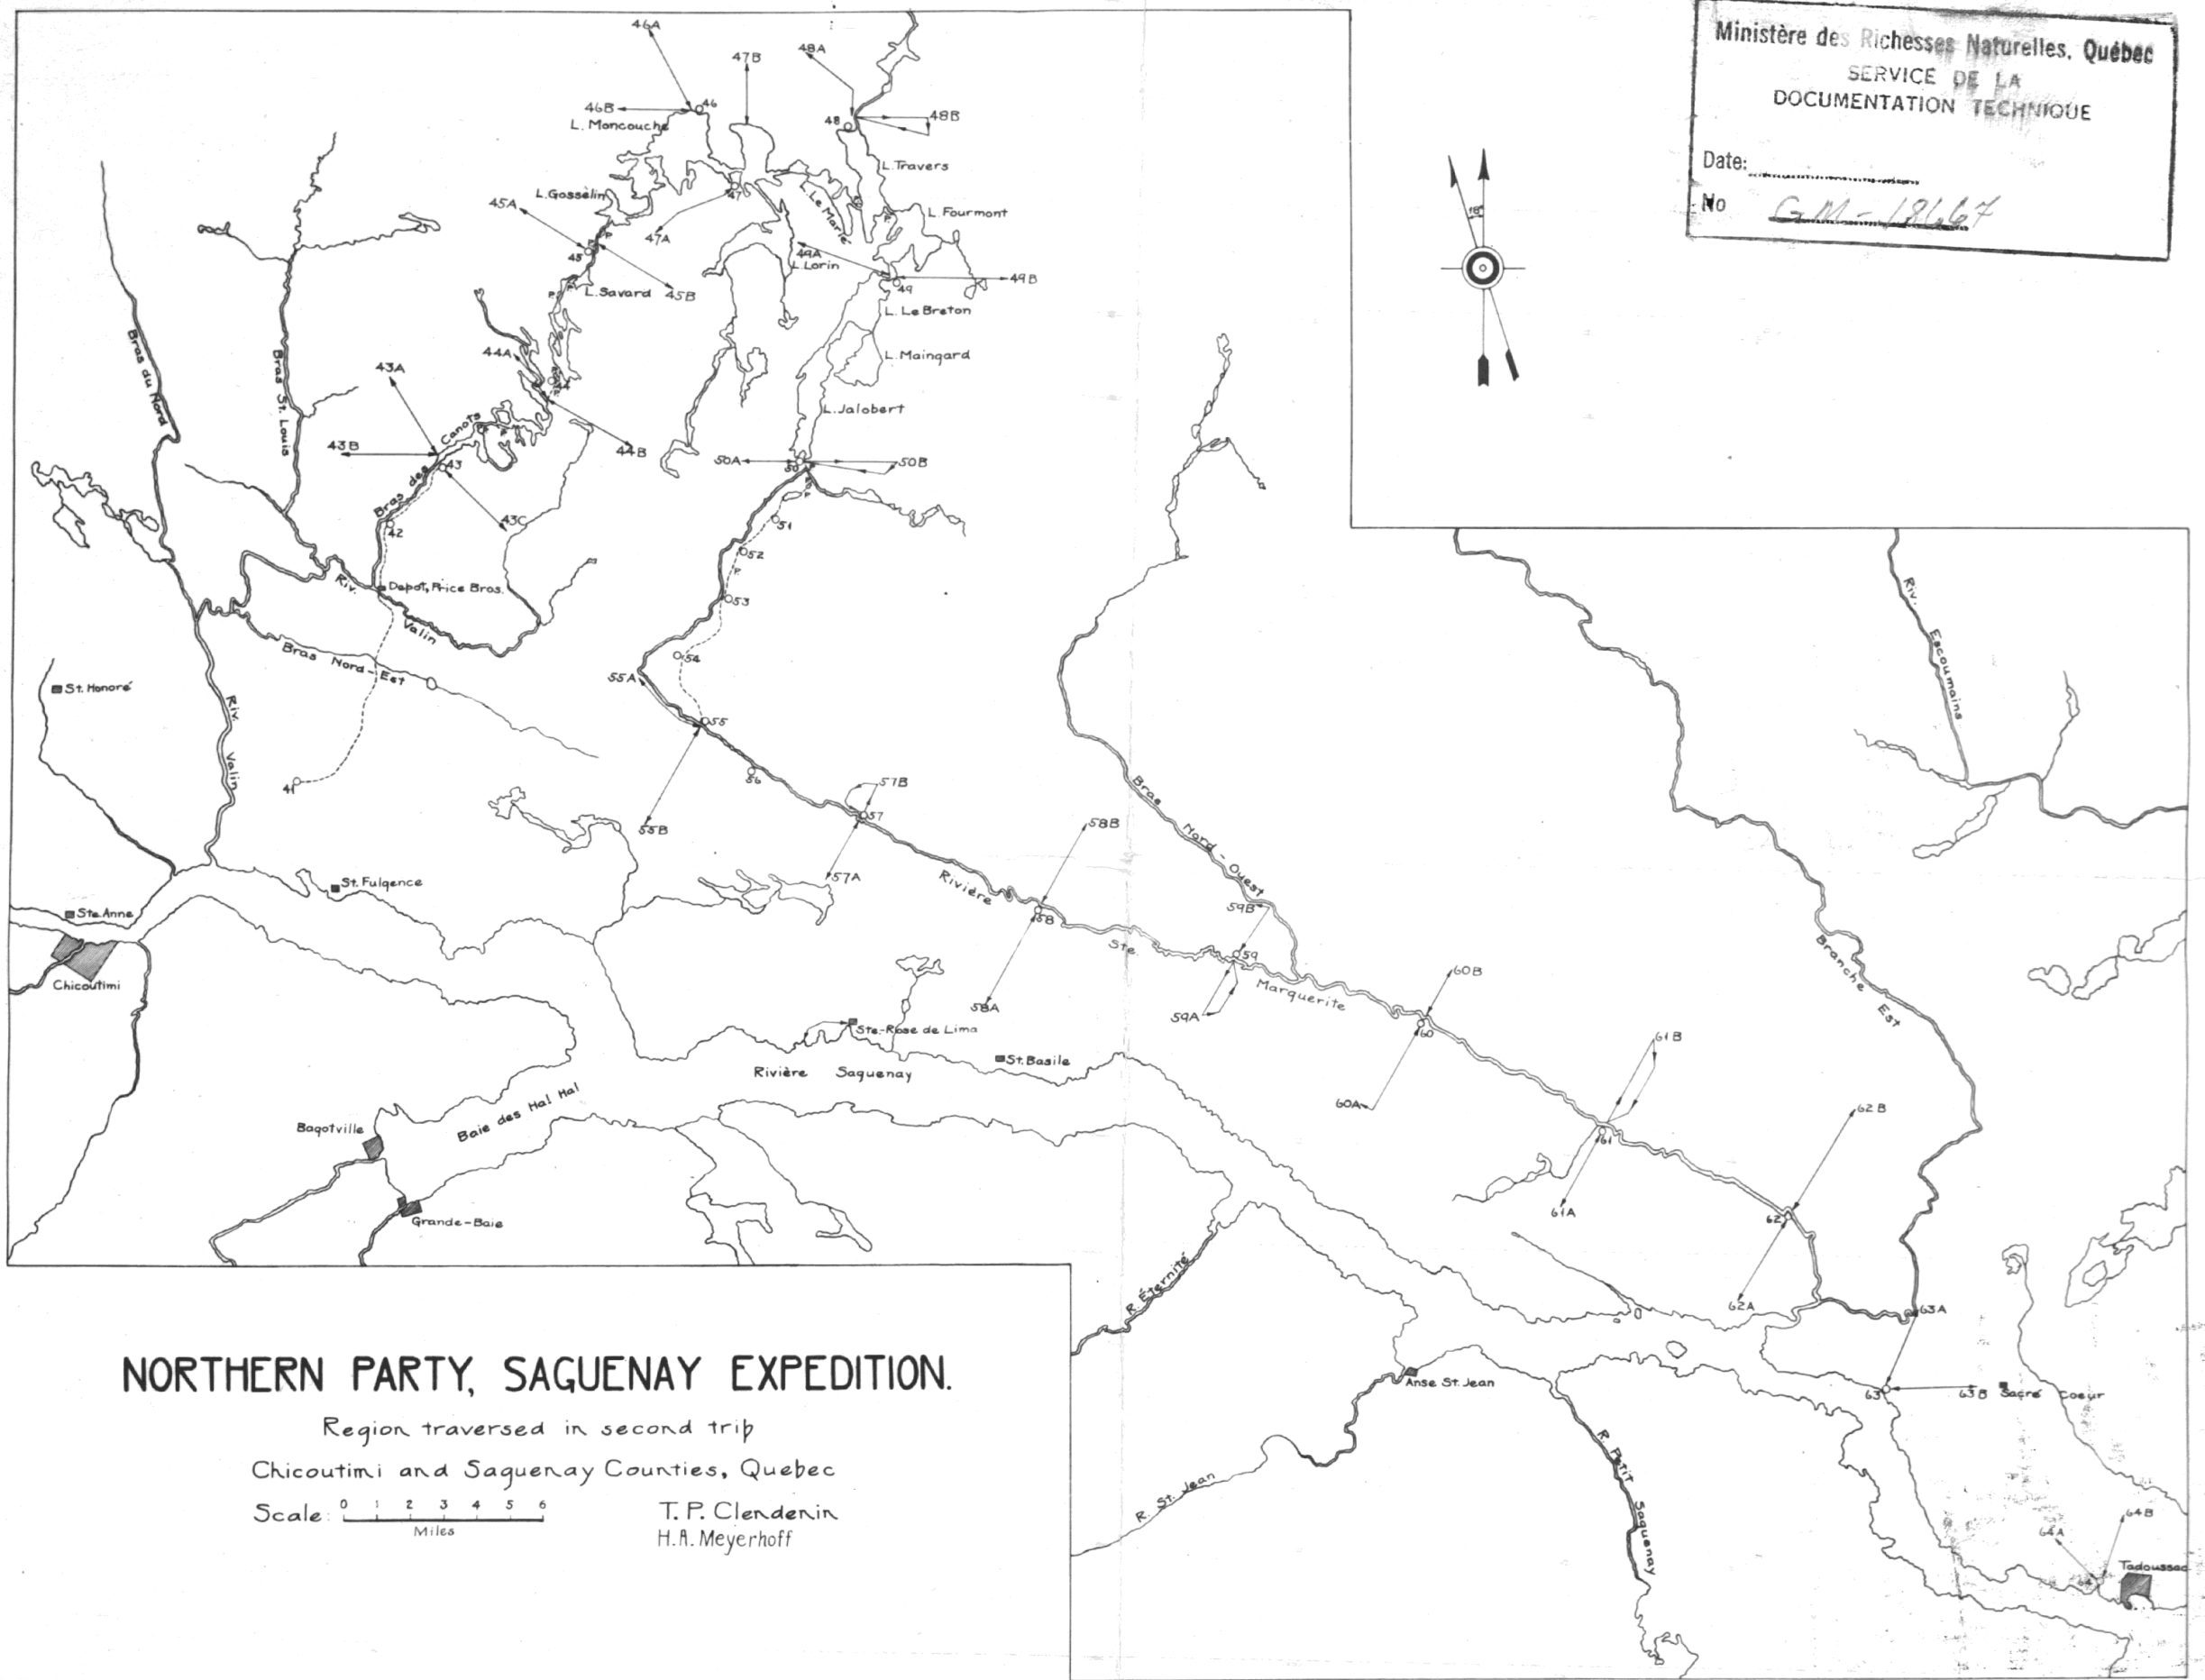 Ministère des Richesses Naturelles, Québec
SERVICE DE LA
DOCUMENTATION TECHNIQUE
Date:
No GM-18667
46A
47B
48A
46B
46
L. Moncouche
48
48B
L. Travers
L. Gosselin
45A
47
47A
L. Le Marié
L. Fourmont
45
49A
L. Lorin
49B
49
L. Savard
45B
L. Le Breton
L. Maingard
L. Jalobert
44A
44
44B
43A
43B
43
43C
Bras des Canots
42
50A
50
50B
51
52
53
54
55A
55
55B
56
57B
57
57A
58B
58
58A
59B
59
59A
60B
60
60A
61B
61
61A
62B
62
62A
63A
63
63B
64A
64B
64
18°
Bras du Nord
Bras St. Louis
Riv. Valin
Depot, Price Bros.
Bras Nord-Est
Riv. Valin
41
St. Honoré
St. Fulgence
Ste. Anne
Chicoutimi
Bagotville
Baie des Ha! Ha!
Grande-Baie
Ste.-Rose de Lima
St. Basile
Rivière Saguenay
Rivière Ste Marguerite
Bras Nord-Ouest
Branche Est
Riv. Escoumains
R. Éternité
Anse St. Jean
R. St. Jean
R. Petit Saguenay
Sacré Coeur
Tadoussac
NORTHERN PARTY, SAGUENAY EXPEDITION.
Region traversed in second trip
Chicoutimi and Saguenay Counties, Quebec
Scale: 0 1 2 3 4 5 6
Miles
T. P. Clendenin
H. A. Meyerhoff